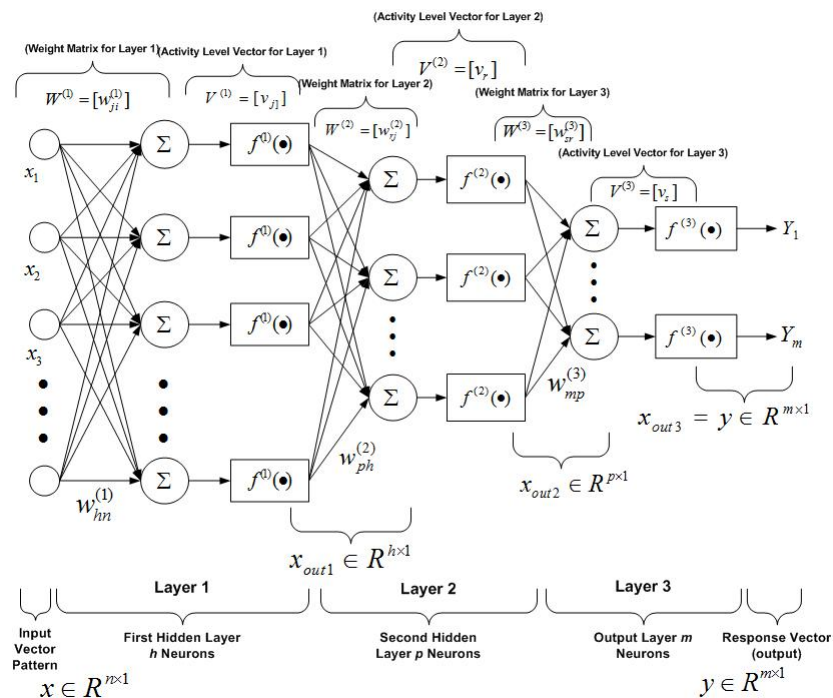 (Activity Level Vector for Layer 2)
V^(2) = [v_r]
(Weight Matrix for Layer 1)
(Activity Level Vector for Layer 1)
W^(1) = [w_ji^(1)]
V^(1) = [v_j]]
(Weight Matrix for Layer 2)
W^(2) = [w_rj^(2)]
(Weight Matrix for Layer 3)
W^(3) = [w_sr^(3)]
(Activity Level Vector for Layer 3)
V^(3) = [v_s]
x_1
Σ
f^(1)(●)
Σ
f^(2)(●)
x_2
Σ
f^(1)(●)
Σ
f^(3)(●)
Y_1
Σ
f^(2)(●)
x_3
Σ
f^(1)(●)
Σ
f^(3)(●)
Y_m
Σ
f^(2)(●)
w_mp^(3)
x_out3 = y ∈ R^m×1
Σ
f^(1)(●)
w_hn^(1)
w_ph^(2)
x_out2 ∈ R^p×1
x_out1 ∈ R^h×1
Layer 1
Layer 2
Layer 3
Input
Vector
Pattern
First Hidden Layer
h Neurons
Second Hidden
Layer p Neurons
Output Layer m
Neurons
Response Vector
(output)
x ∈ R^n×1
y ∈ R^m×1